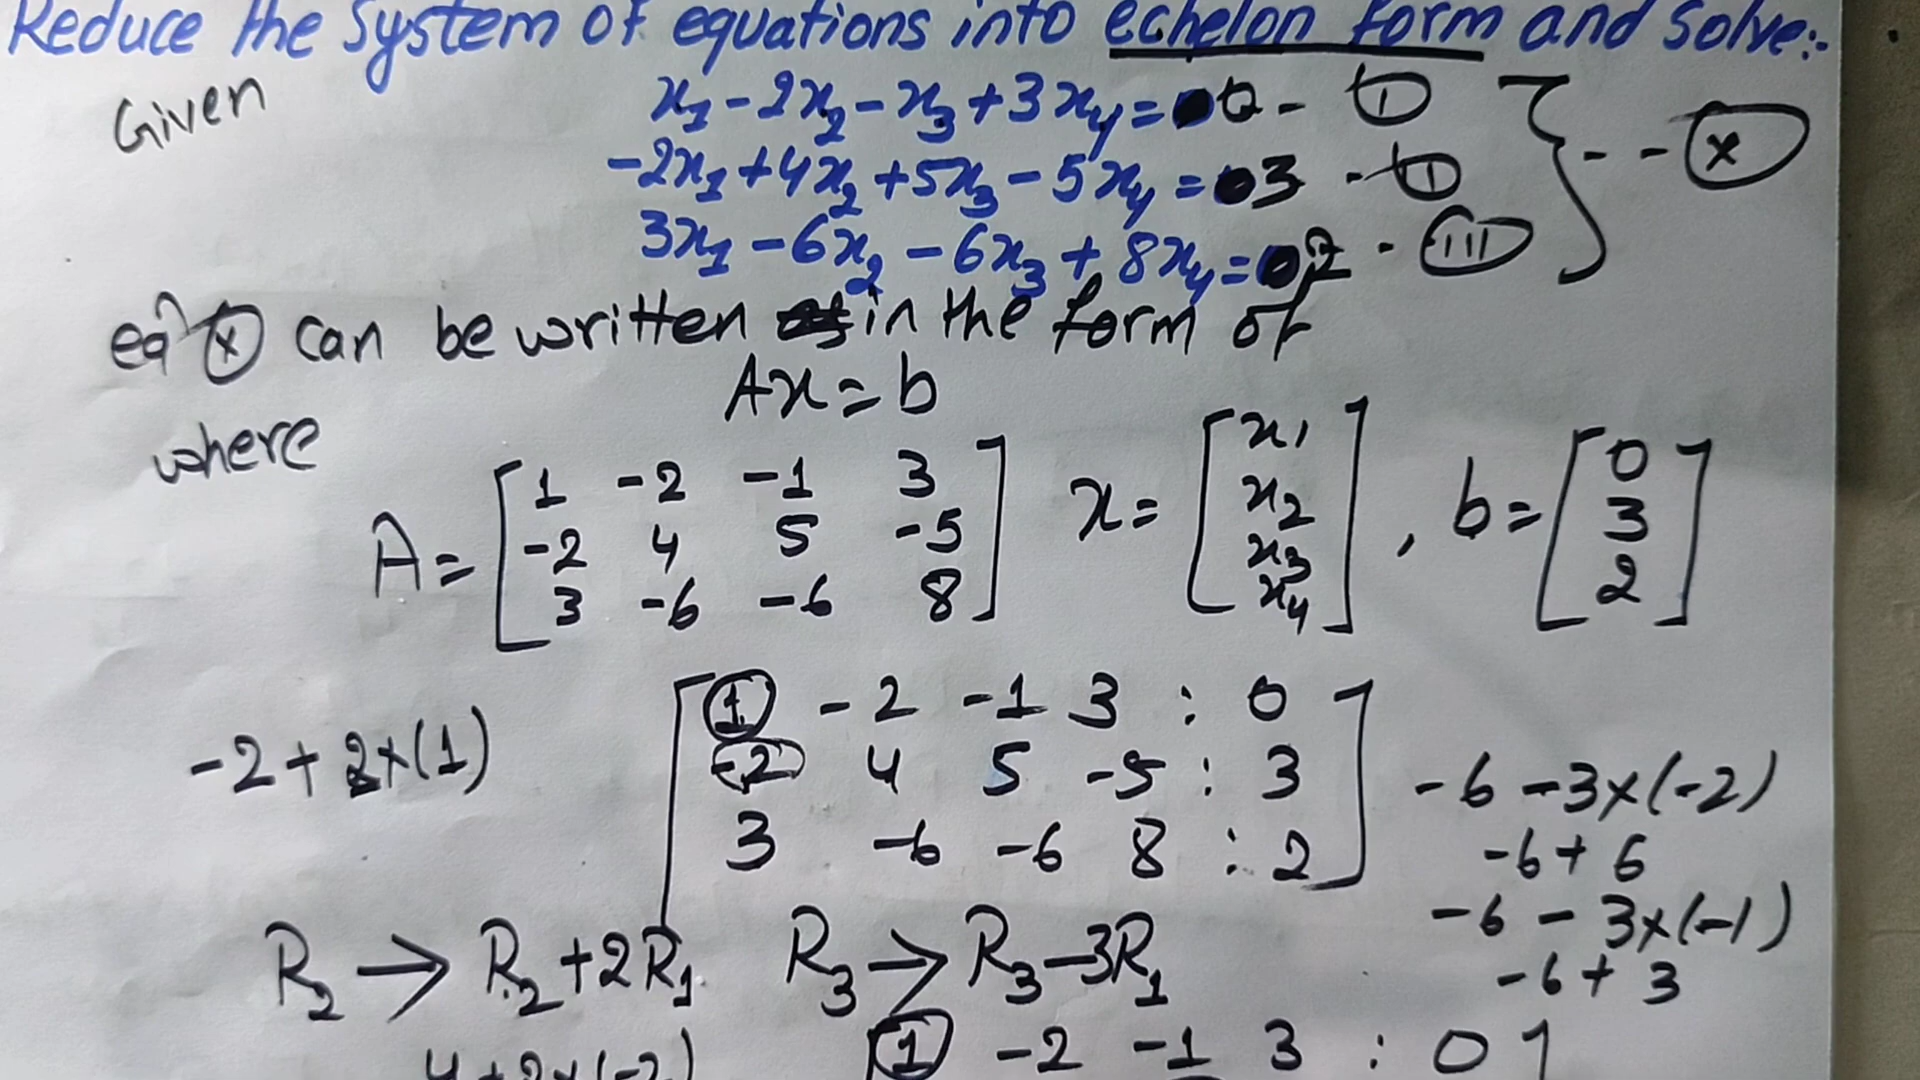 Reduce the System of equations into echelon form and Solve:-
Given
x₁ - 2x₂ - x₃ + 3x₄ = 0 - (I)
-2x₁ + 4x₂ + 5x₃ - 5x₄ = 3 - (II)
3x₁ - 6x₂ - 6x₃ + 8x₄ = 2 - (III)
} - - (x)
eqⁿ (x) can be written in the form of
Ax = b
where
A = [1 -2 -1 3
-2 4 5 -5
3 -6 -6 8]
x = [x₁
x₂
x₃
x₄]
, b = [0
3
2]
-2 + 2×(1)
[1 -2 -1 3 : 0
-2 4 5 -5 : 3
3 -6 -6 8 : 2]
-6 - 3×(-2)
-6 + 6
-6 - 3×(-1)
-6 + 3
R₂ → R₂ + 2R₁ R₃ → R₃ - 3R₁
4 + 2×(-2)
[1 -2 -1 3 : 0]